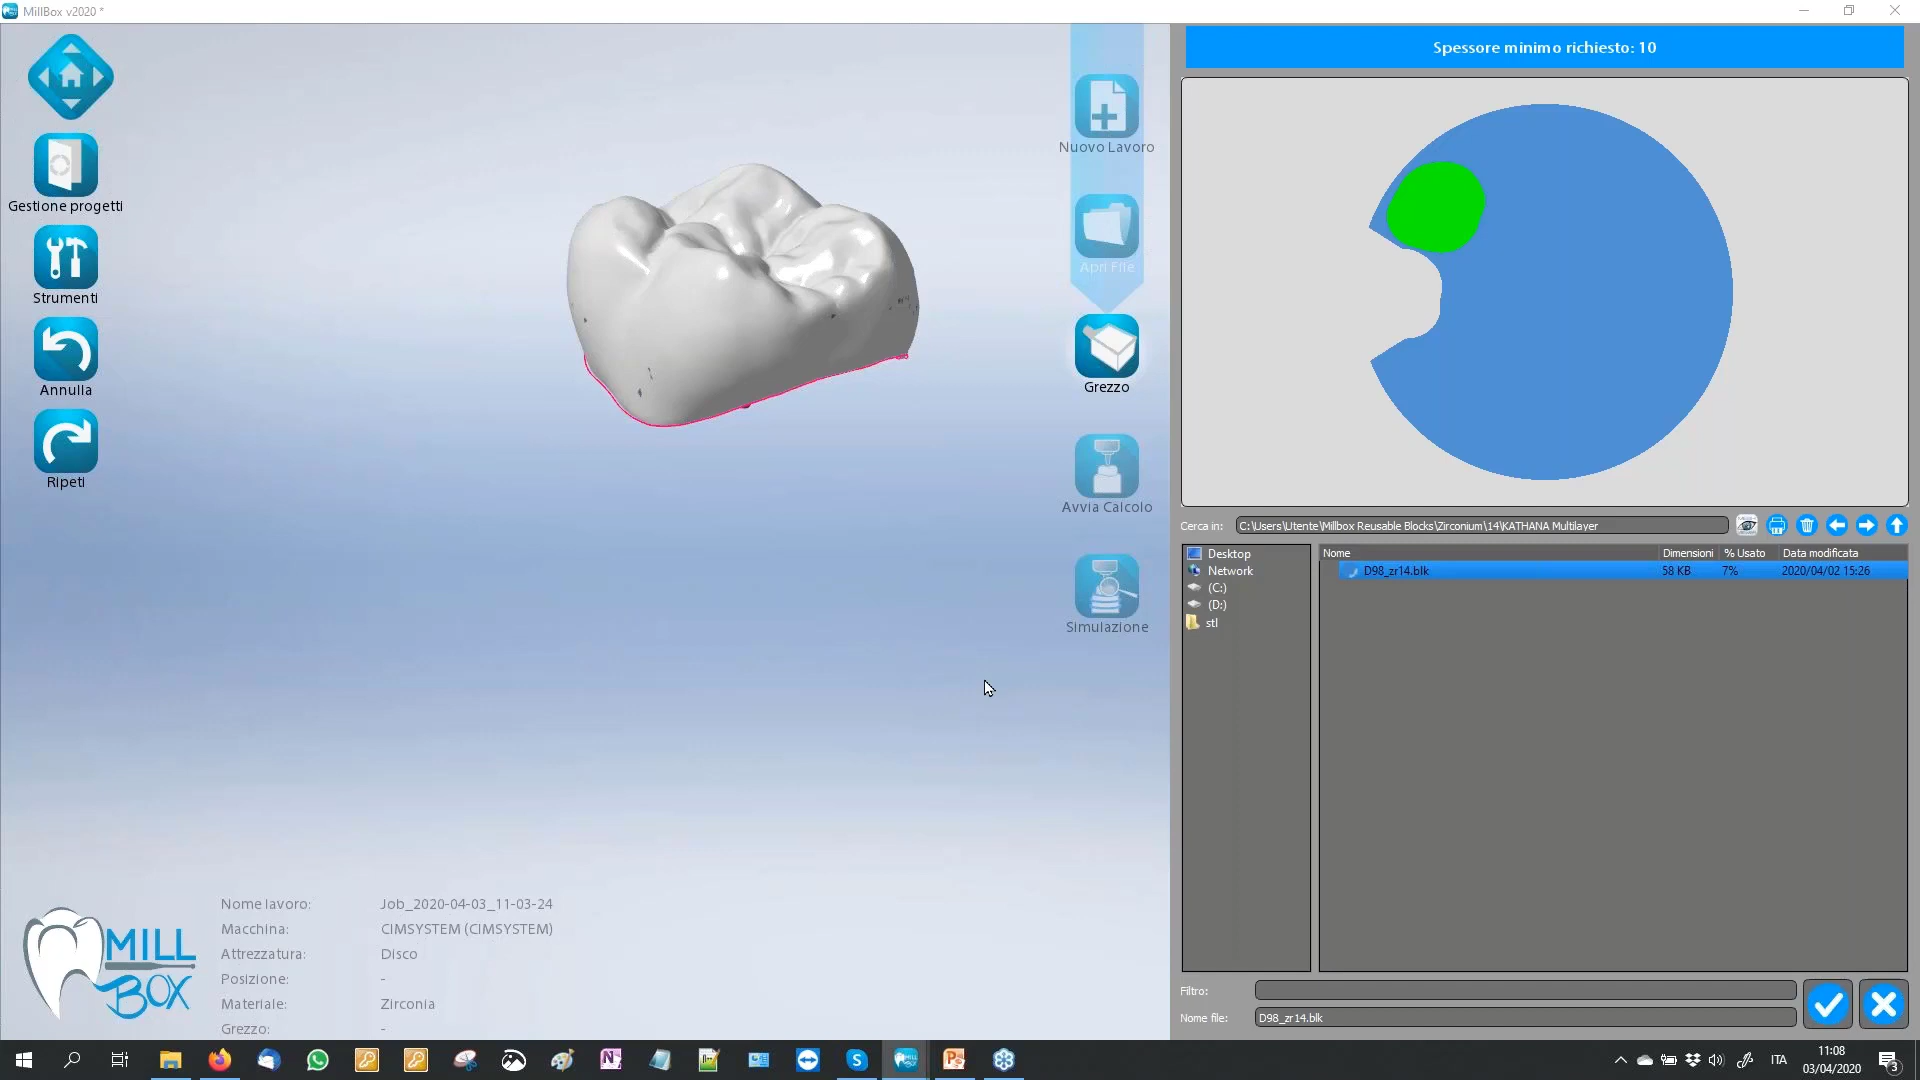 MillBox v2020 *
Spessore minimo richiesto: 10
Nuovo Lavoro
Gestione progetti
Apri File
Strumenti
Annulla
Grezzo
Ripeti
Avvia Calcolo
Simulazione
Cerca in: C:\Users\Utente\Millbox Reusable Blocks\Zirconium\14\KATHANA Multilayer
Desktop
Network
(C:)
(D:)
stl
Nome Dimensioni % Usato Data modificata
D98_zr14.blk 58 KB 7% 2020/04/02 15:26
Nome lavoro: Job_2020-04-03_11-03-24
Macchina: CIMSYSTEM (CIMSYSTEM)
Attrezzatura: Disco
Posizione: -
Materiale: Zirconia
Grezzo: -
MILL
BOX
Filtro:
Nome file: D98_zr14.blk
ITA
11:08
03/04/2020
3